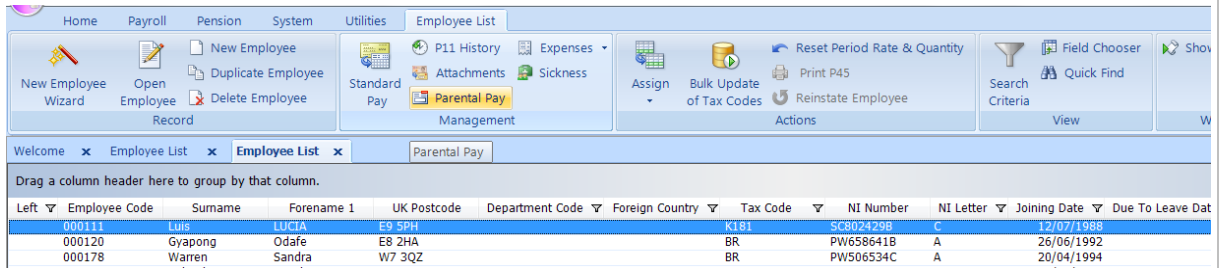 Home Payroll Pension System Utilities Employee List
New Employee P11 History Expenses Reset Period Rate & Quantity Field Chooser Show
Duplicate Employee Attachments Sickness Print P45 Quick Find
New Employee Wizard Open Employee Delete Employee Standard Pay Parental Pay Assign Bulk Update of Tax Codes Reinstate Employee Search Criteria
Record Management Actions View W
Welcome x Employee List x Employee List x Parental Pay
Drag a column header here to group by that column.
Left Employee Code Surname Forename 1 UK Postcode Department Code Foreign Country Tax Code NI Number NI Letter Joining Date Due To Leave Dat
000111 Luis LUCIA E9 5PH K181 SC802429B C 12/07/1988
000120 Gyapong Odafe E8 2HA BR PW658641B A 26/06/1992
000178 Warren Sandra W7 3QZ BR PW506534C A 20/04/1994